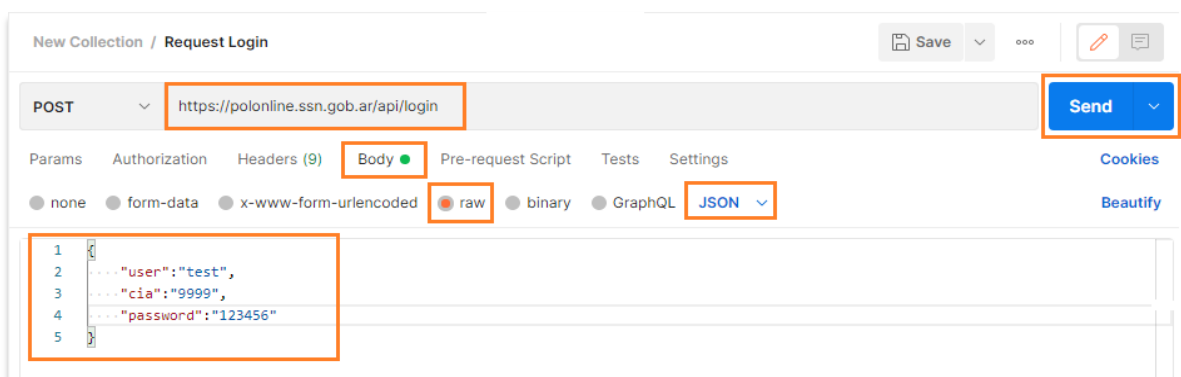 New Collection / Request Login Save ooo
POST https://polonline.ssn.gob.ar/api/login Send
Params Authorization Headers (9) Body Pre-request Script Tests Settings Cookies
none form-data x-www-form-urlencoded raw binary GraphQL JSON Beautify
1 {
2 ····"user":"test",
3 ····"cia":"9999",
4 ····"password":"123456"
5 }